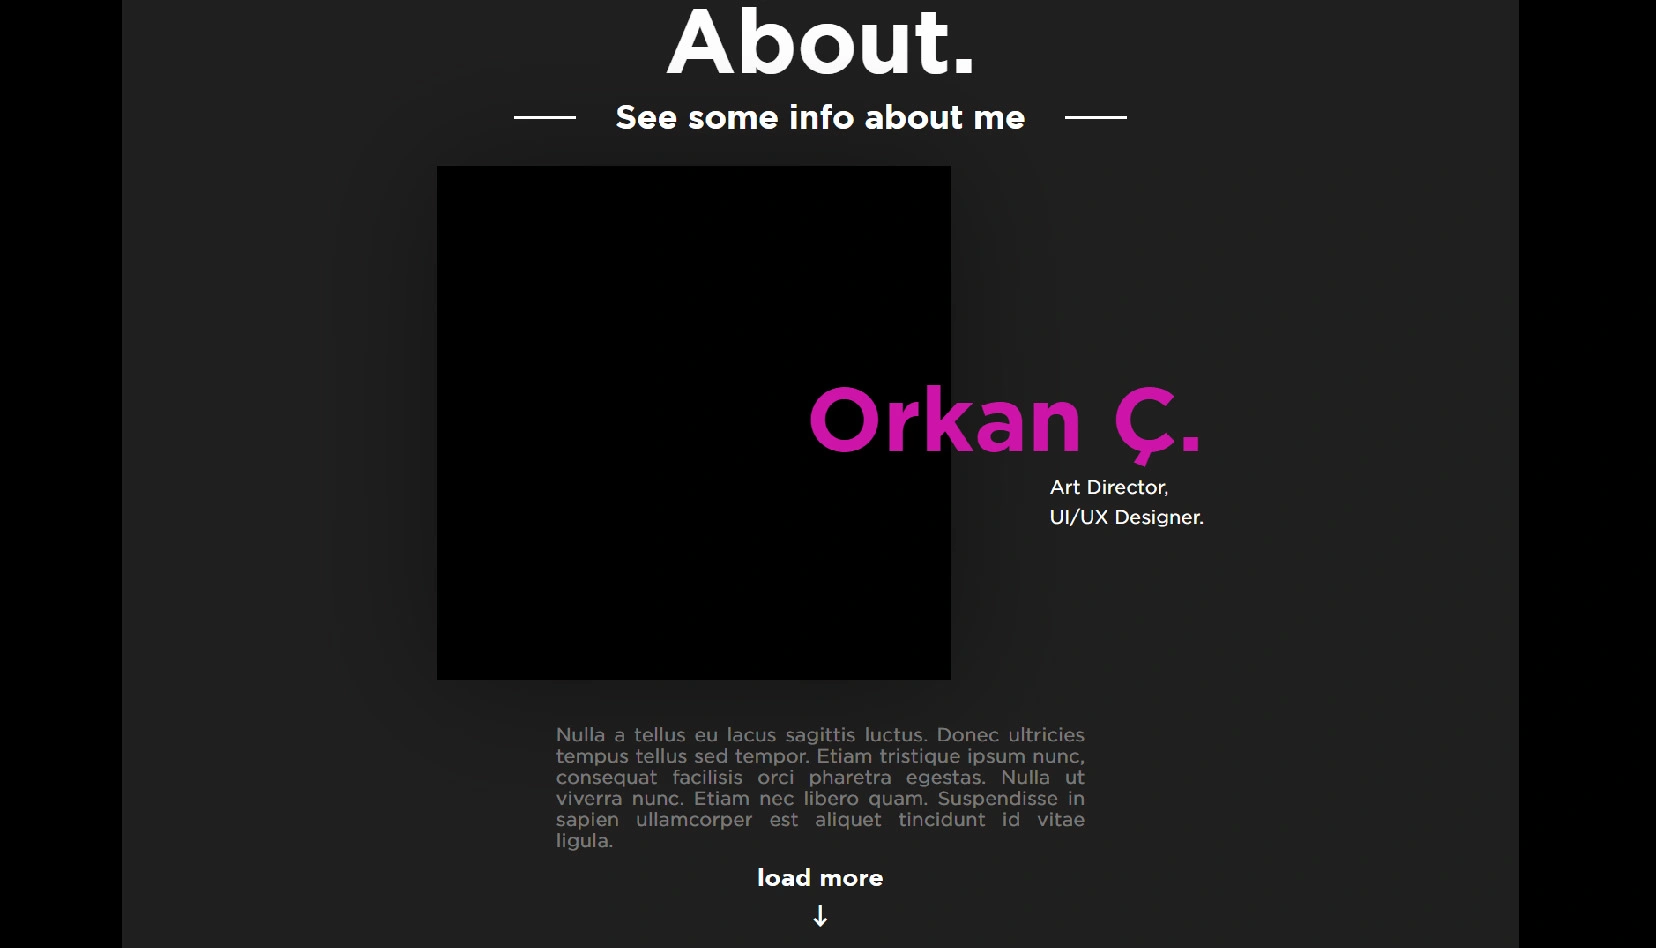 About.
See some info about me
Orkan Ç.
Art Director,
UI/UX Designer.
Nulla a tellus eu lacus sagittis luctus. Donec ultricies
tempus tellus sed tempor. Etiam tristique ipsum nunc,
consequat facilisis orci pharetra egestas. Nulla ut
viverra nunc. Etiam nec libero quam. Suspendisse in
sapien ullamcorper est aliquet tincidunt id vitae
ligula.
load more
↓